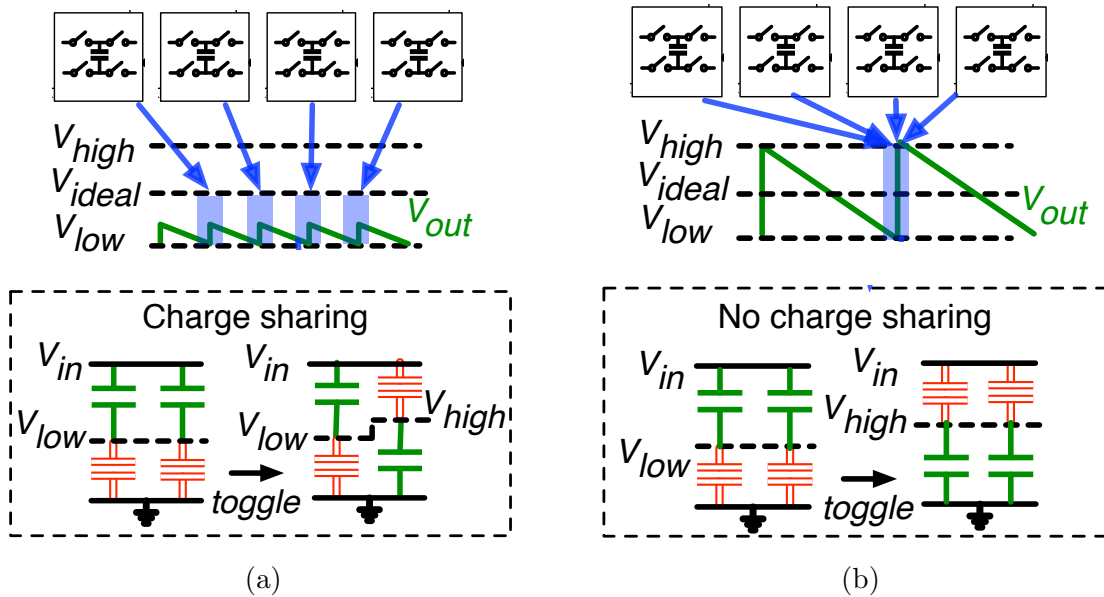 V_high
V_ideal
V_low
V_out
Charge sharing
V_in
V_low
toggle
V_in
V_low
V_high
(a)
V_high
V_ideal
V_low
V_out
No charge sharing
V_in
V_low
toggle
V_in
V_high
(b)